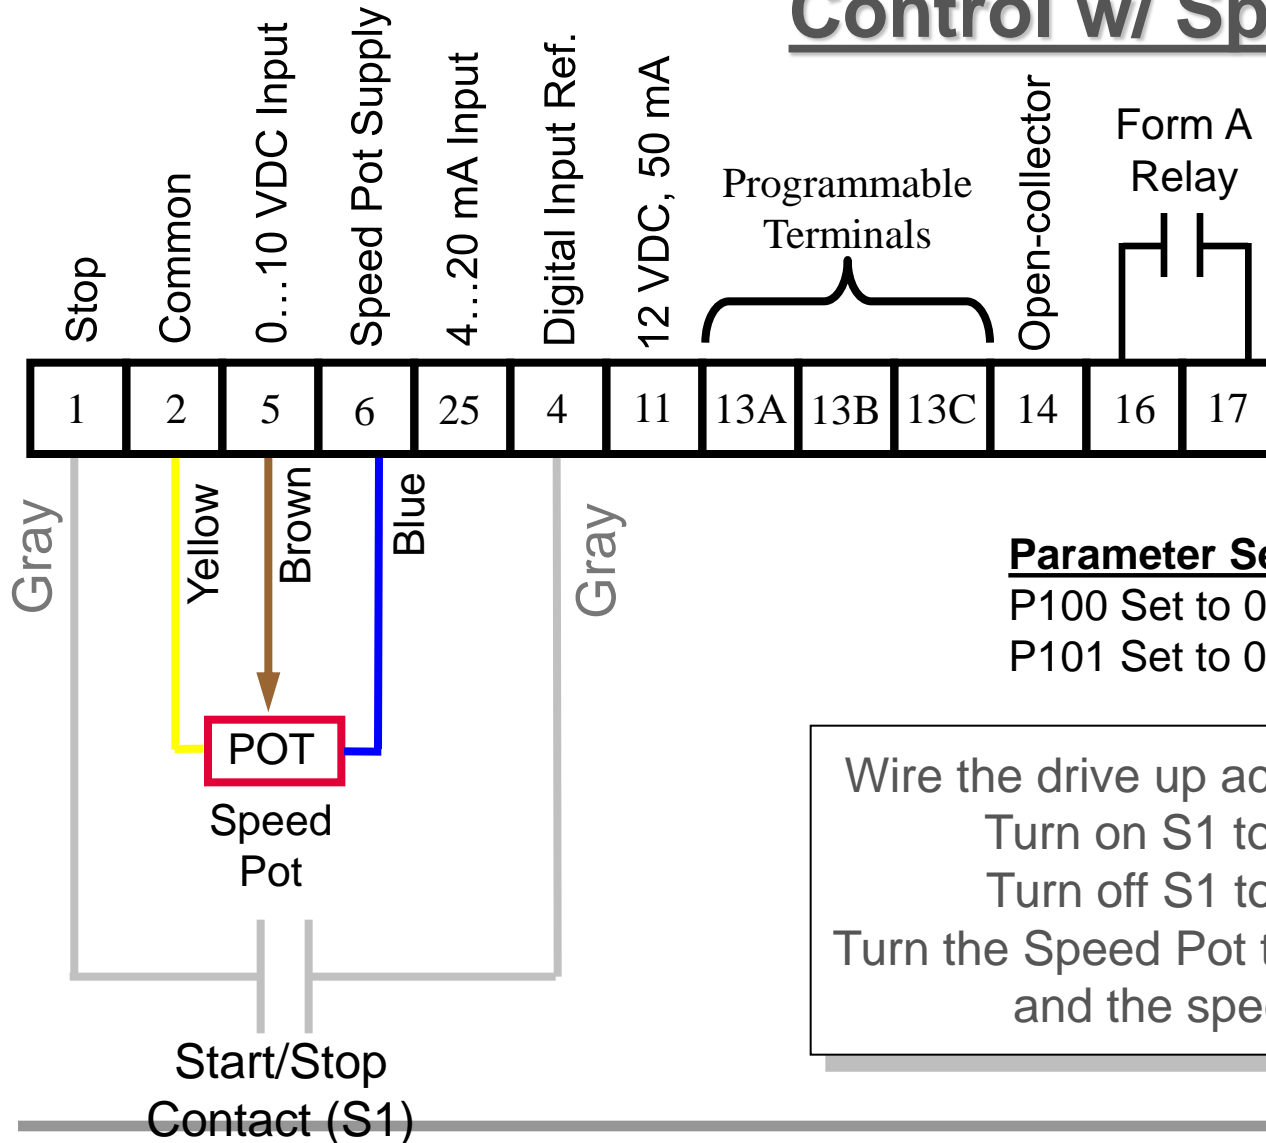 Control w/ Sp
Stop
Common
0…10 VDC Input
Speed Pot Supply
4….20 mA Input
Digital Input Ref.
12 VDC, 50 mA
Programmable
Terminals
Open-collector
Form A
Relay
1 2 5 6 25 4 11 13A 13B 13C 14 16 17
Gray
Yellow
Brown
Blue
Gray
Parameter Se
P100 Set to 0
P101 Set to 0
POT
Speed
Pot
Wire the drive up ac
Turn on S1 to
Turn off S1 to
Turn the Speed Pot t
and the spee
Start/Stop
Contact (S1)